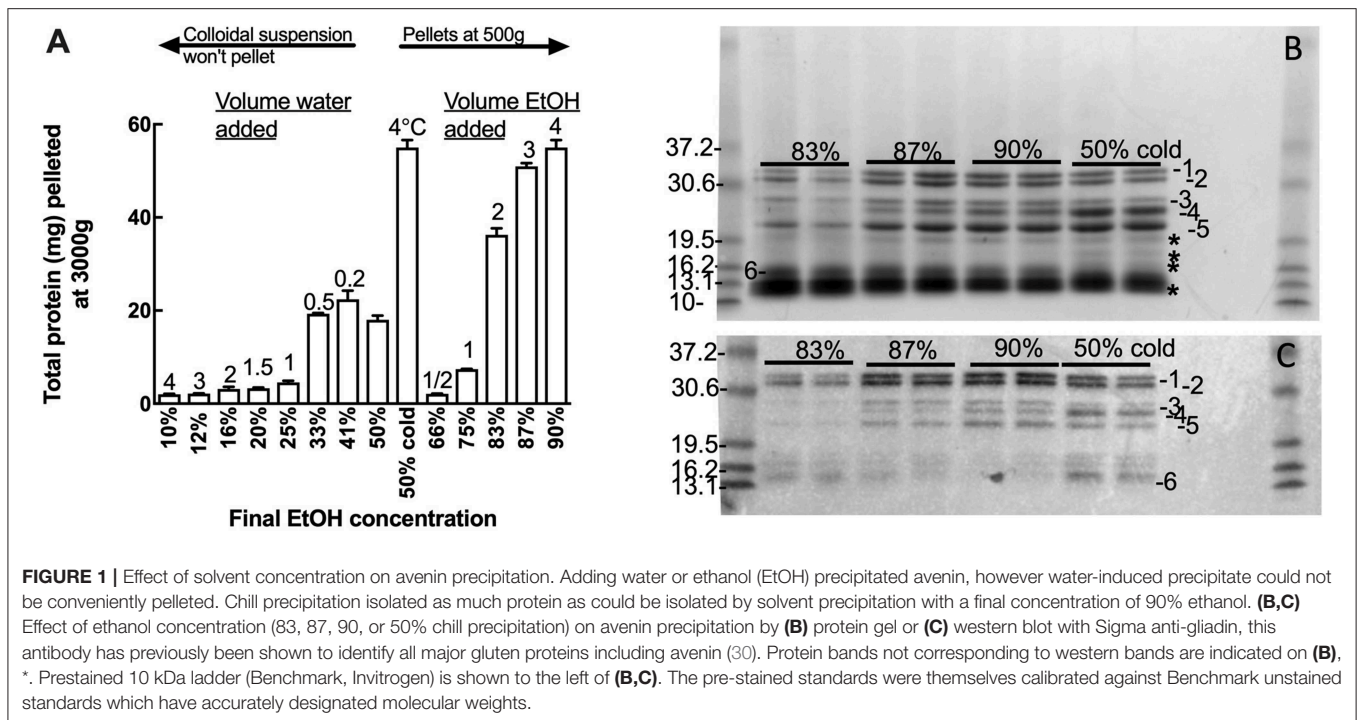 A
Colloidal suspension
won't pellet
Pellets at 500g
Volume water
added
Volume EtOH
added
Total protein (mg) pelleted
at 3000g
60
40
20
0
4
3
2
1.5
1
0.5
0.2
4°C
1/2
1
2
3
4
10%
12%
16%
20%
25%
33%
41%
50%
50% cold
66%
75%
83%
87%
90%
Final EtOH concentration
B
37.2-
30.6-
19.5-
16.2-
13.1-
10-
6-
83%
87%
90%
50% cold
-1
-2
-3
-4
-5
*
*
*
*
C
37.2-
30.6-
19.5-
16.2-
13.1-
83%
87%
90%
50% cold
-1
-2
-3
-4
-5
-6
FIGURE 1 | Effect of solvent concentration on avenin precipitation. Adding water or ethanol (EtOH) precipitated avenin, however water-induced precipitate could not
be conveniently pelleted. Chill precipitation isolated as much protein as could be isolated by solvent precipitation with a final concentration of 90% ethanol. (B,C)
Effect of ethanol concentration (83, 87, 90, or 50% chill precipitation) on avenin precipitation by (B) protein gel or (C) western blot with Sigma anti-gliadin, this
antibody has previously been shown to identify all major gluten proteins including avenin (30). Protein bands not corresponding to western bands are indicated on (B),
*. Prestained 10 kDa ladder (Benchmark, Invitrogen) is shown to the left of (B,C). The pre-stained standards were themselves calibrated against Benchmark unstained
standards which have accurately designated molecular weights.